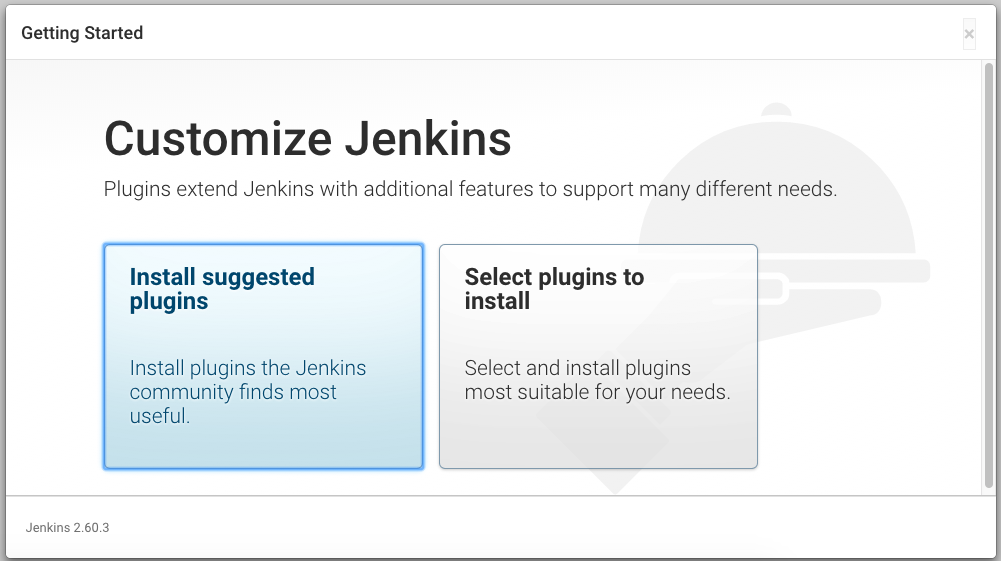 Getting Started
×
Customize Jenkins
Plugins extend Jenkins with additional features to support many different needs.
Install suggested
plugins
Install plugins the Jenkins
community finds most
useful.
Select plugins to
install
Select and install plugins
most suitable for your needs.
Jenkins 2.60.3